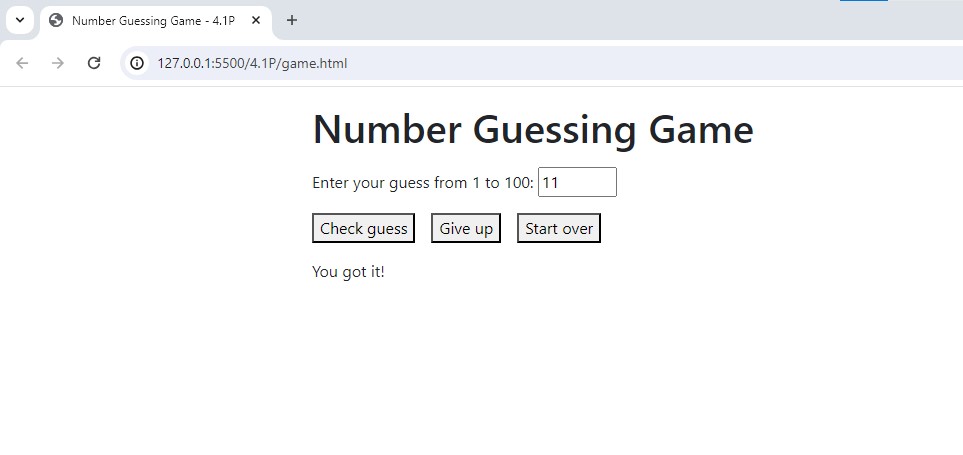 Number Guessing Game - 4.1P
127.0.0.1:5500/4.1P/game.html
Number Guessing Game
Enter your guess from 1 to 100: 11
Check guess Give up Start over
You got it!